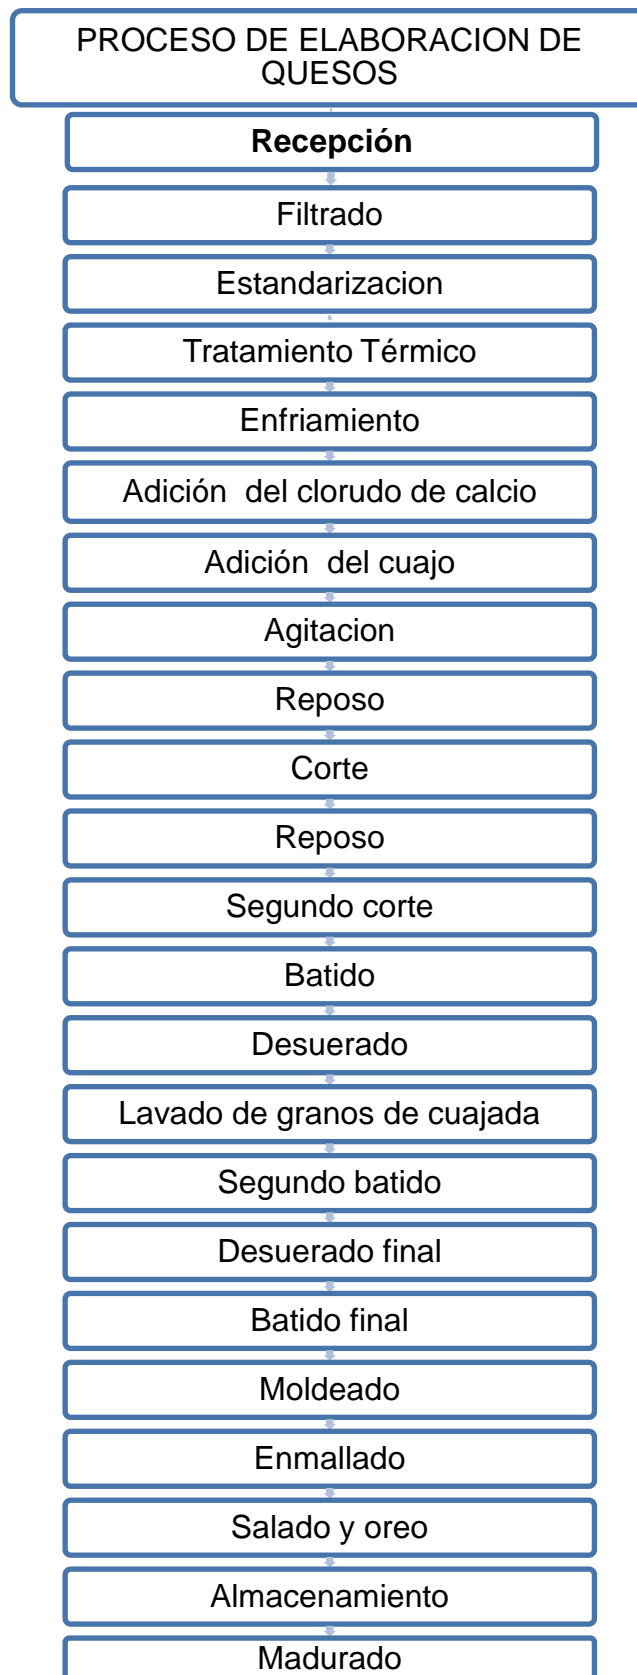 PROCESO DE ELABORACION DE
QUESOS
Recepción
Filtrado
Estandarizacion
Tratamiento Térmico
Enfriamiento
Adición del clorudo de calcio
Adición del cuajo
Agitacion
Reposo
Corte
Reposo
Segundo corte
Batido
Desuerado
Lavado de granos de cuajada
Segundo batido
Desuerado final
Batido final
Moldeado
Enmallado
Salado y oreo
Almacenamiento
Madurado